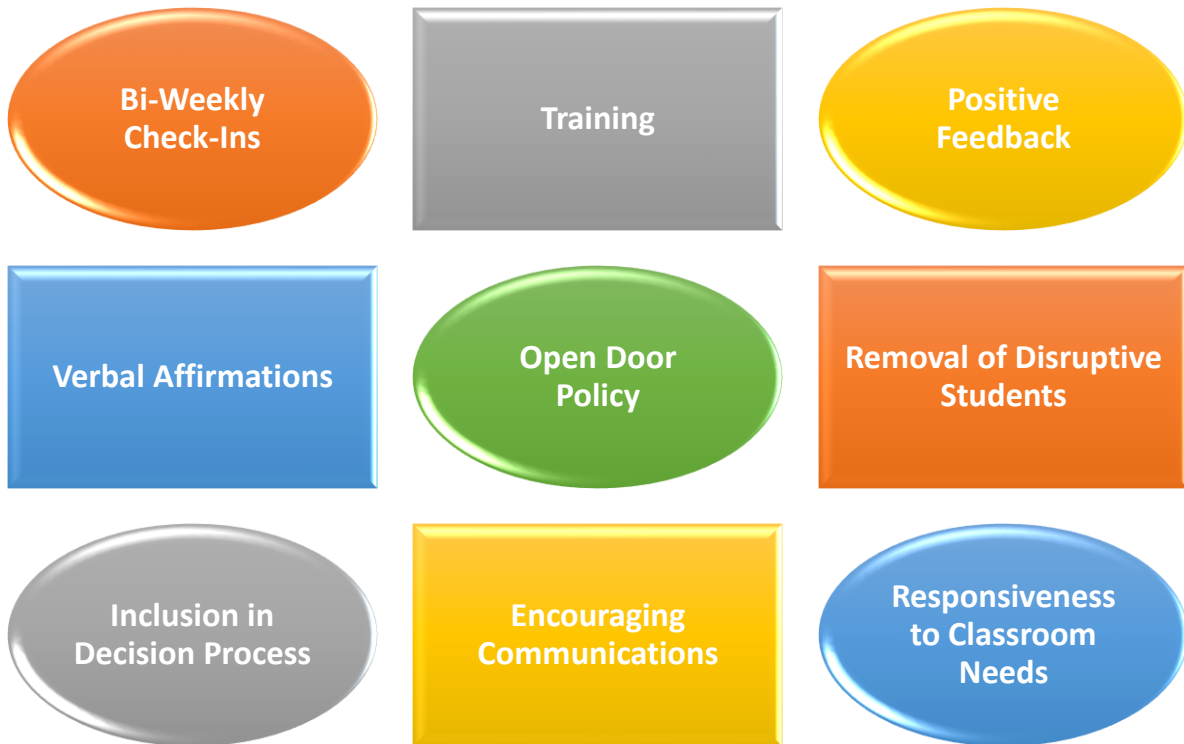 Bi-Weekly
Check-Ins
Training
Positive
Feedback
Verbal Affirmations
Open Door
Policy
Removal of Disruptive
Students
Inclusion in
Decision Process
Encouraging
Communications
Responsiveness
to Classroom
Needs